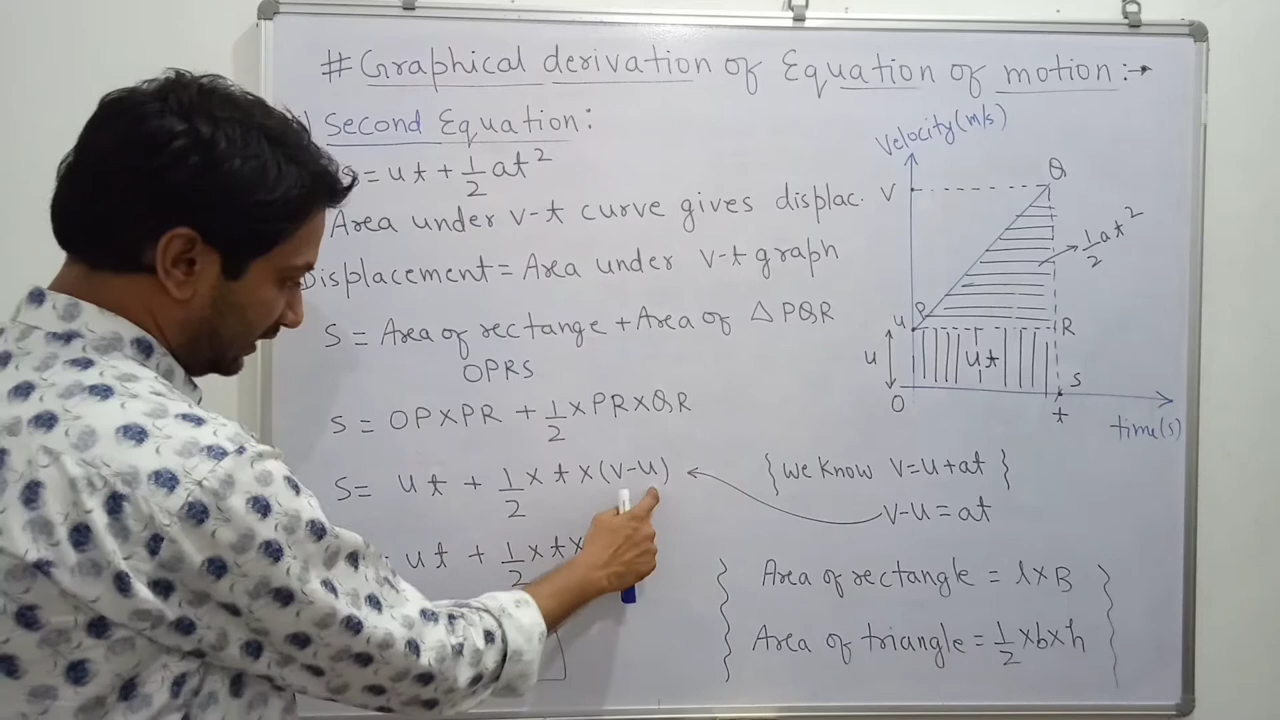 # Graphical derivation of Equation of motion:→
Second Equation:
S = ut + 1/2 at²
Area under v-t curve gives displac.
Displacement = Area under v-t graph
S = Area of rectange + Area of △PQR
OPRS
S = OP×PR + 1/2 ×PR×QR
S = ut + 1/2 × t ×(v-u)
= ut + 1/2 × t×
{We know v=u+at}
v-u = at
Area of rectangle = l×B
Area of triangle = 1/2 ×b×h
Velocity(m/s)
V
Q
1/2 at²
u
P
R
u
ut
S
O
t
time(s)